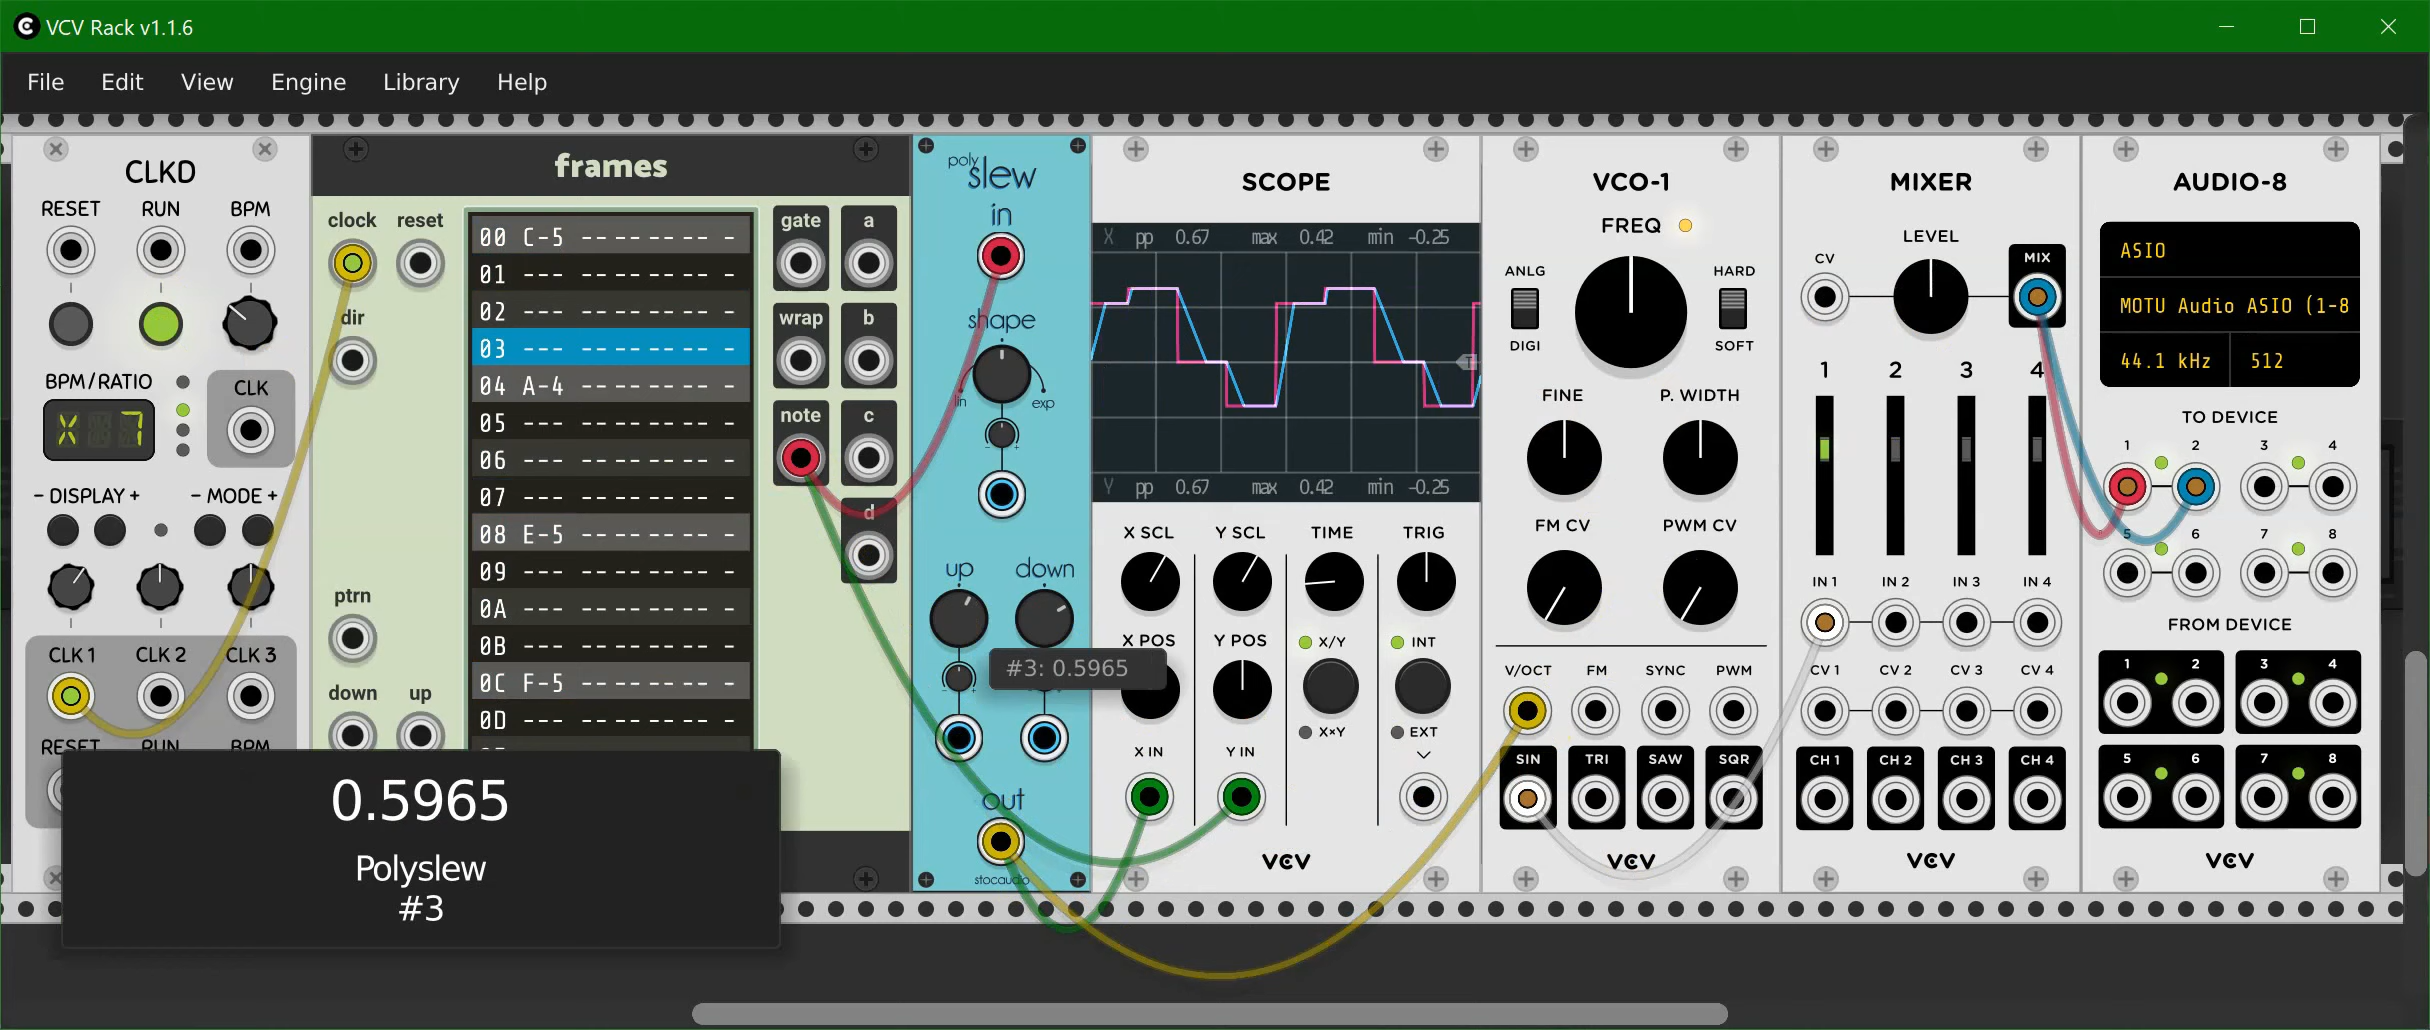 VCV Rack v1.1.6
File Edit View Engine Library Help
CLKD
RESET RUN BPM
BPM/RATIO
X 7
CLK
- DISPLAY + - MODE +
CLK 1 CLK 2 CLK 3
RESET RUN BPM
frames
clock reset
dir
ptrn
down up
00 C-5 -- -- -- -- -
01 --- -- -- -- -- -
02 --- -- -- -- -- -
03 --- -- -- -- -- -
04 A-4 -- -- -- -- -
05 --- -- -- -- -- -
06 --- -- -- -- -- -
07 --- -- -- -- -- -
08 E-5 -- -- -- -- -
09 --- -- -- -- -- -
0A --- -- -- -- -- -
0B --- -- -- -- -- -
0C F-5 -- -- -- -- -
0D --- -- -- -- -- -
gate a
wrap b
note c
d
poly
slew
in
shape
lin exp
- +
up down
#3: 0.5965
out
stocaudio
SCOPE
X pp 0.67 max 0.42 min -0.25
T
Y pp 0.67 max 0.42 min -0.25
X SCL Y SCL TIME TRIG
X POS Y POS X/Y INT
X×Y EXT
X IN Y IN
VCV
VCO-1
FREQ
ANLG HARD
DIGI SOFT
FINE P. WIDTH
FM CV PWM CV
V/OCT FM SYNC PWM
SIN TRI SAW SQR
VCV
MIXER
LEVEL
CV MIX
1 2 3 4
IN 1 IN 2 IN 3 IN 4
CV 1 CV 2 CV 3 CV 4
CH 1 CH 2 CH 3 CH 4
VCV
AUDIO-8
ASIO
MOTU Audio ASIO (1-8
44.1 kHz 512
TO DEVICE
1 2 3 4
5 6 7 8
FROM DEVICE
1 2 3 4
5 6 7 8
VCV
0.5965
Polyslew
#3